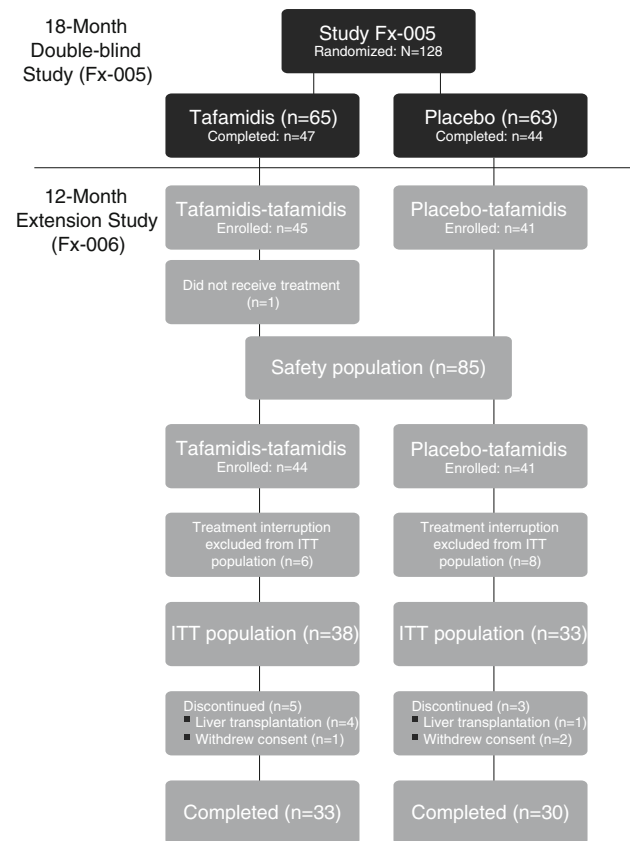 18-Month
Double-blind
Study (Fx-005)
Study Fx-005
Randomized: N=128
Tafamidis (n=65)
Completed: n=47
Placebo (n=63)
Completed: n=44
12-Month
Extension Study
(Fx-006)
Tafamidis-tafamidis
Enrolled: n=45
Placebo-tafamidis
Enrolled: n=41
Did not receive treatment
(n=1)
Safety population (n=85)
Tafamidis-tafamidis
Enrolled: n=44
Placebo-tafamidis
Enrolled: n=41
Treatment interruption
excluded from ITT
population (n=6)
Treatment interruption
excluded from ITT
population (n=8)
ITT population (n=38)
ITT population (n=33)
Discontinued (n=5)
▪ Liver transplantation (n=4)
▪ Withdrew consent (n=1)
Discontinued (n=3)
▪ Liver transplantation (n=1)
▪ Withdrew consent (n=2)
Completed (n=33)
Completed (n=30)